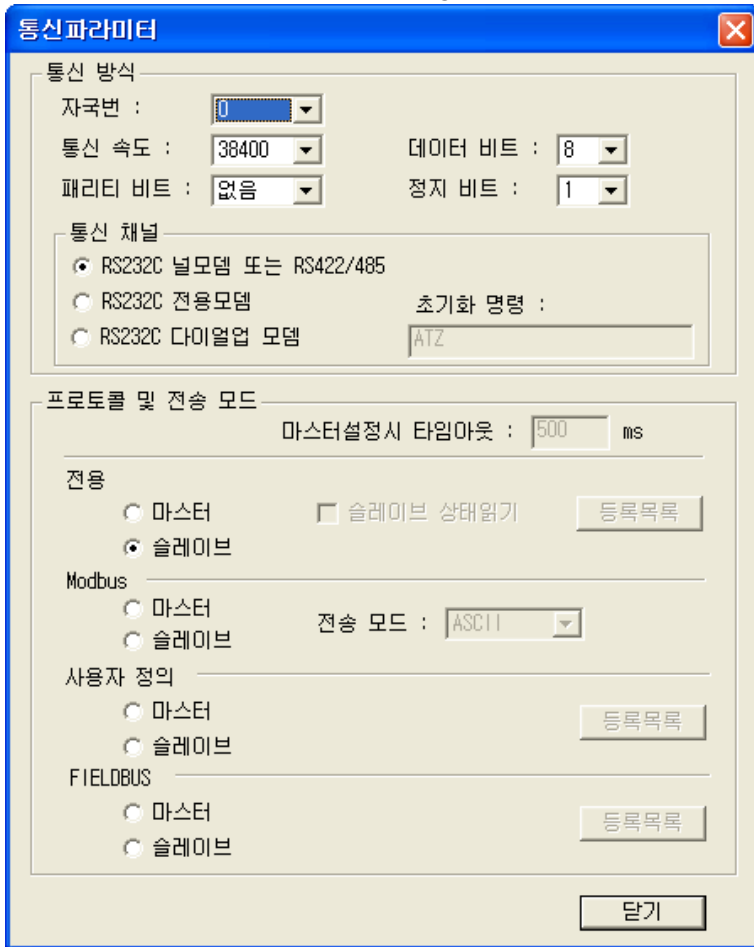 통신파라미터
통신 방식
자국번 : 0
통신 속도 : 38400 데이터 비트 : 8
패리티 비트 : 없음 정지 비트 : 1
통신 채널
RS232C 널모뎀 또는 RS422/485
RS232C 전용모뎀 초기화 명령 :
RS232C 다이얼업 모뎀 ATZ
프로토콜 및 전송 모드
마스터설정시 타임아웃 : 500 ms
전용
마스터 슬레이브 상태읽기 등록목록
슬레이브
Modbus
마스터 전송 모드 : ASCII
슬레이브
사용자 정의
마스터 등록목록
슬레이브
FIELDBUS
마스터 등록목록
슬레이브
닫기